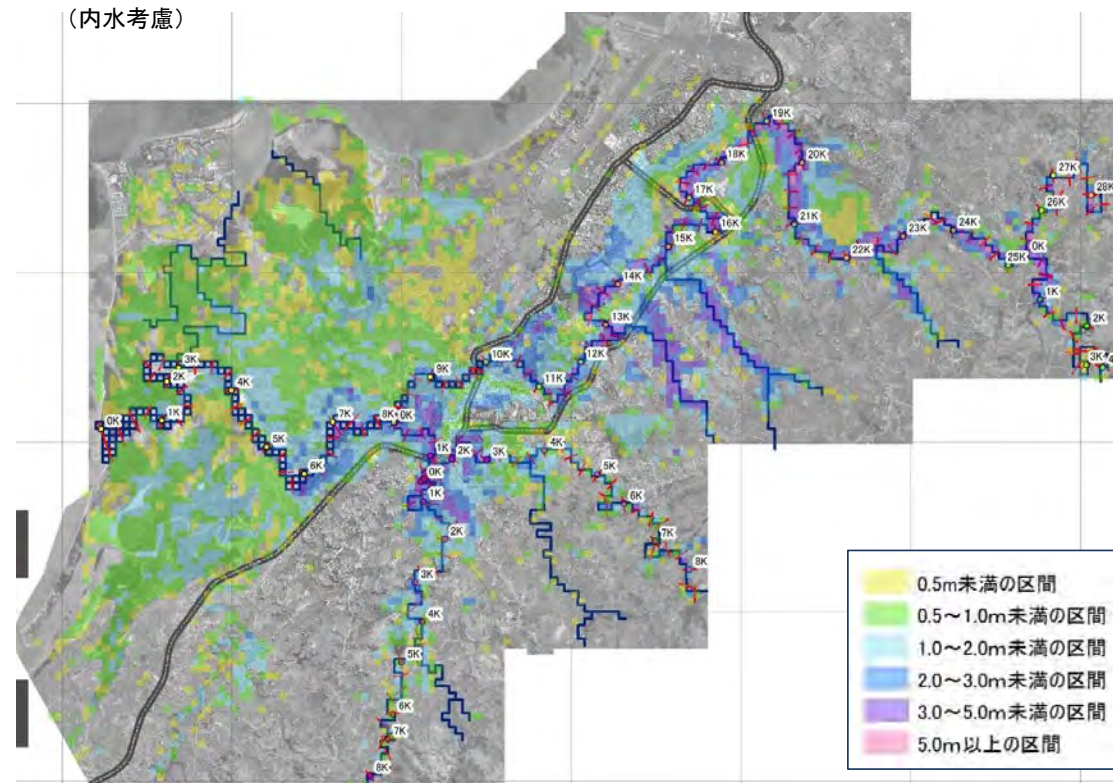 （内水考慮）
19K
18K
20K
27K
28K
17K
26K
16K
21K
23K
24K
15K
22K
0K
25K
14K
1K
13K
2K
10K
12K
3K
4
3K
9K
2K
11K
4K
0K
1K
7K
8K
0K
5K
1K
2K
3K
4K
6K
0K
5K
1K
6K
2K
7K
3K
8K
4K
5K
6K
7K
8K
0.5m未満の区間
0.5～1.0m未満の区間
1.0～2.0m未満の区間
2.0～3.0m未満の区間
3.0～5.0m未満の区間
5.0m以上の区間